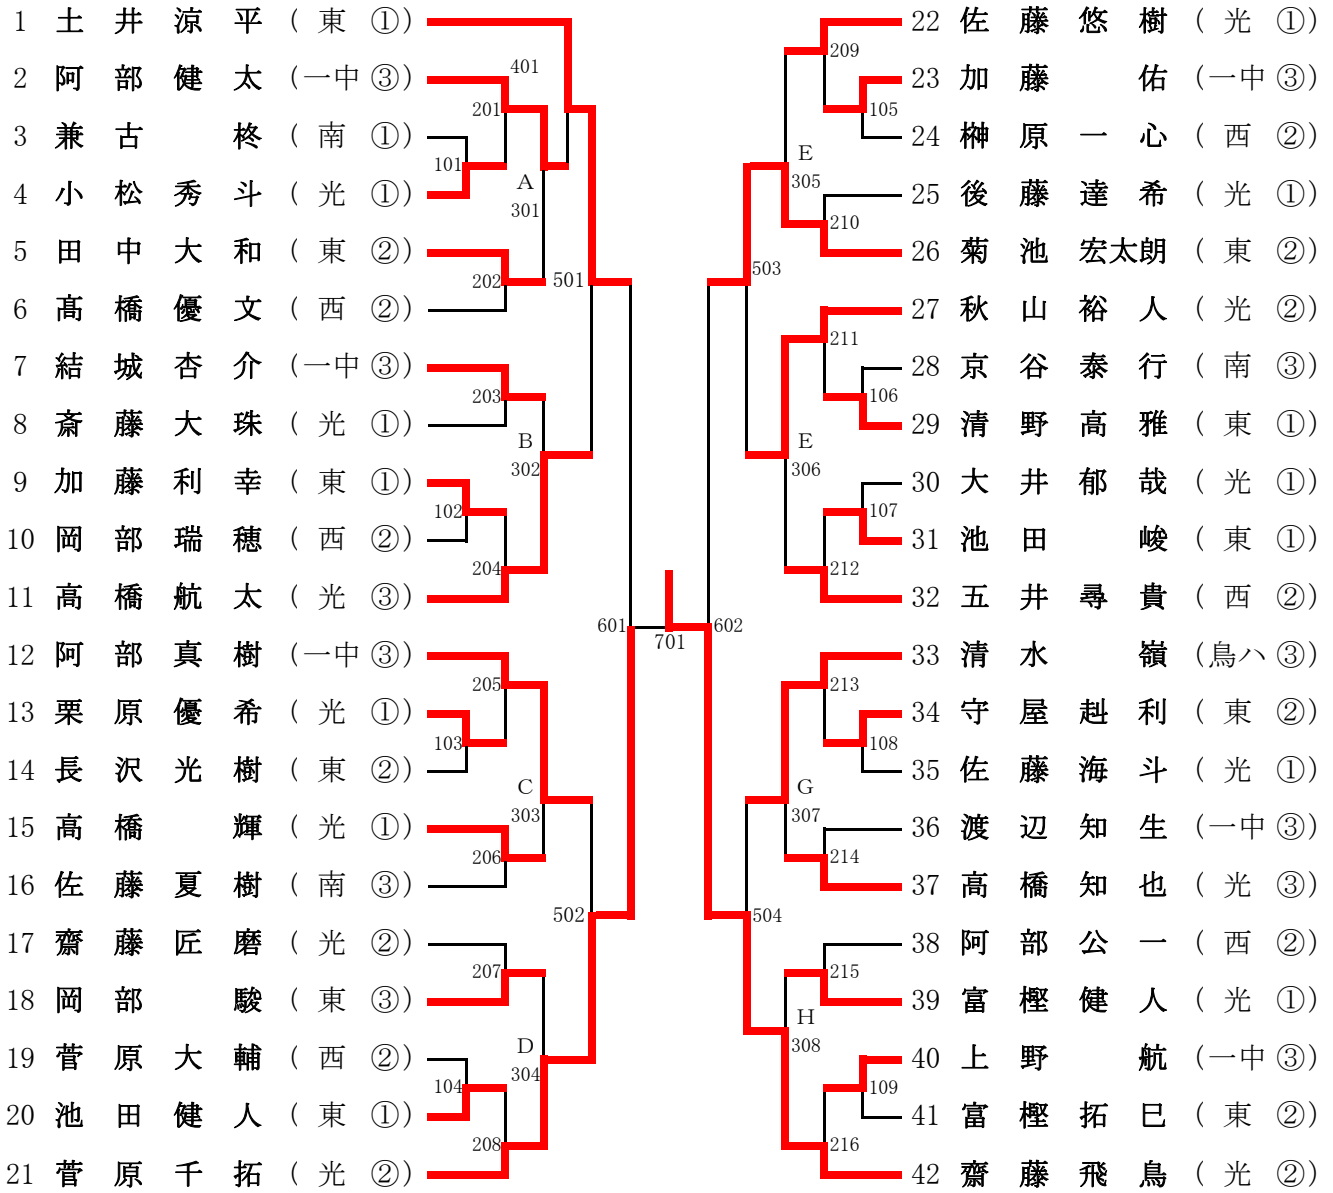 1 土井涼平 (東 ①)
2 阿部健太 (一中 ③)
3 兼古柊 (南 ①)
4 小松秀斗 (光 ①)
5 田中大和 (東 ②)
6 髙橋優文 (西 ②)
7 結城杏介 (一中 ③)
8 斎藤大珠 (光 ①)
9 加藤利幸 (東 ①)
10 岡部瑞穂 (西 ②)
11 高橋航太 (光 ③)
12 阿部真樹 (一中 ③)
13 栗原優希 (光 ①)
14 長沢光樹 (東 ②)
15 高橋輝 (光 ①)
16 佐藤夏樹 (南 ③)
17 齋藤匠磨 (光 ②)
18 岡部駿 (東 ③)
19 菅原大輔 (西 ②)
20 池田健人 (東 ①)
21 菅原千拓 (光 ②)
401
201
101
A
301
202
501
203
B
302
102
204
601
205
103
C
303
206
502
207
D
304
104
208
701
209
105
E
305
210
503
211
106
E
306
107
212
602
213
108
G
307
214
504
215
H
308
109
216
22 佐藤悠樹 (光 ①)
23 加藤佑 (一中 ③)
24 榊原一心 (西 ②)
25 後藤達希 (光 ①)
26 菊池宏太朗 (東 ②)
27 秋山裕人 (光 ②)
28 京谷泰行 (南 ③)
29 清野高雅 (東 ①)
30 大井郁哉 (光 ①)
31 池田峻 (東 ①)
32 五井尋貴 (西 ②)
33 清水嶺 (鳥ハ ③)
34 守屋赳利 (東 ②)
35 佐藤海斗 (光 ①)
36 渡辺知生 (一中 ③)
37 高橋知也 (光 ③)
38 阿部公一 (西 ②)
39 富樫健人 (光 ①)
40 上野航 (一中 ③)
41 富樫拓巳 (東 ②)
42 齋藤飛鳥 (光 ②)